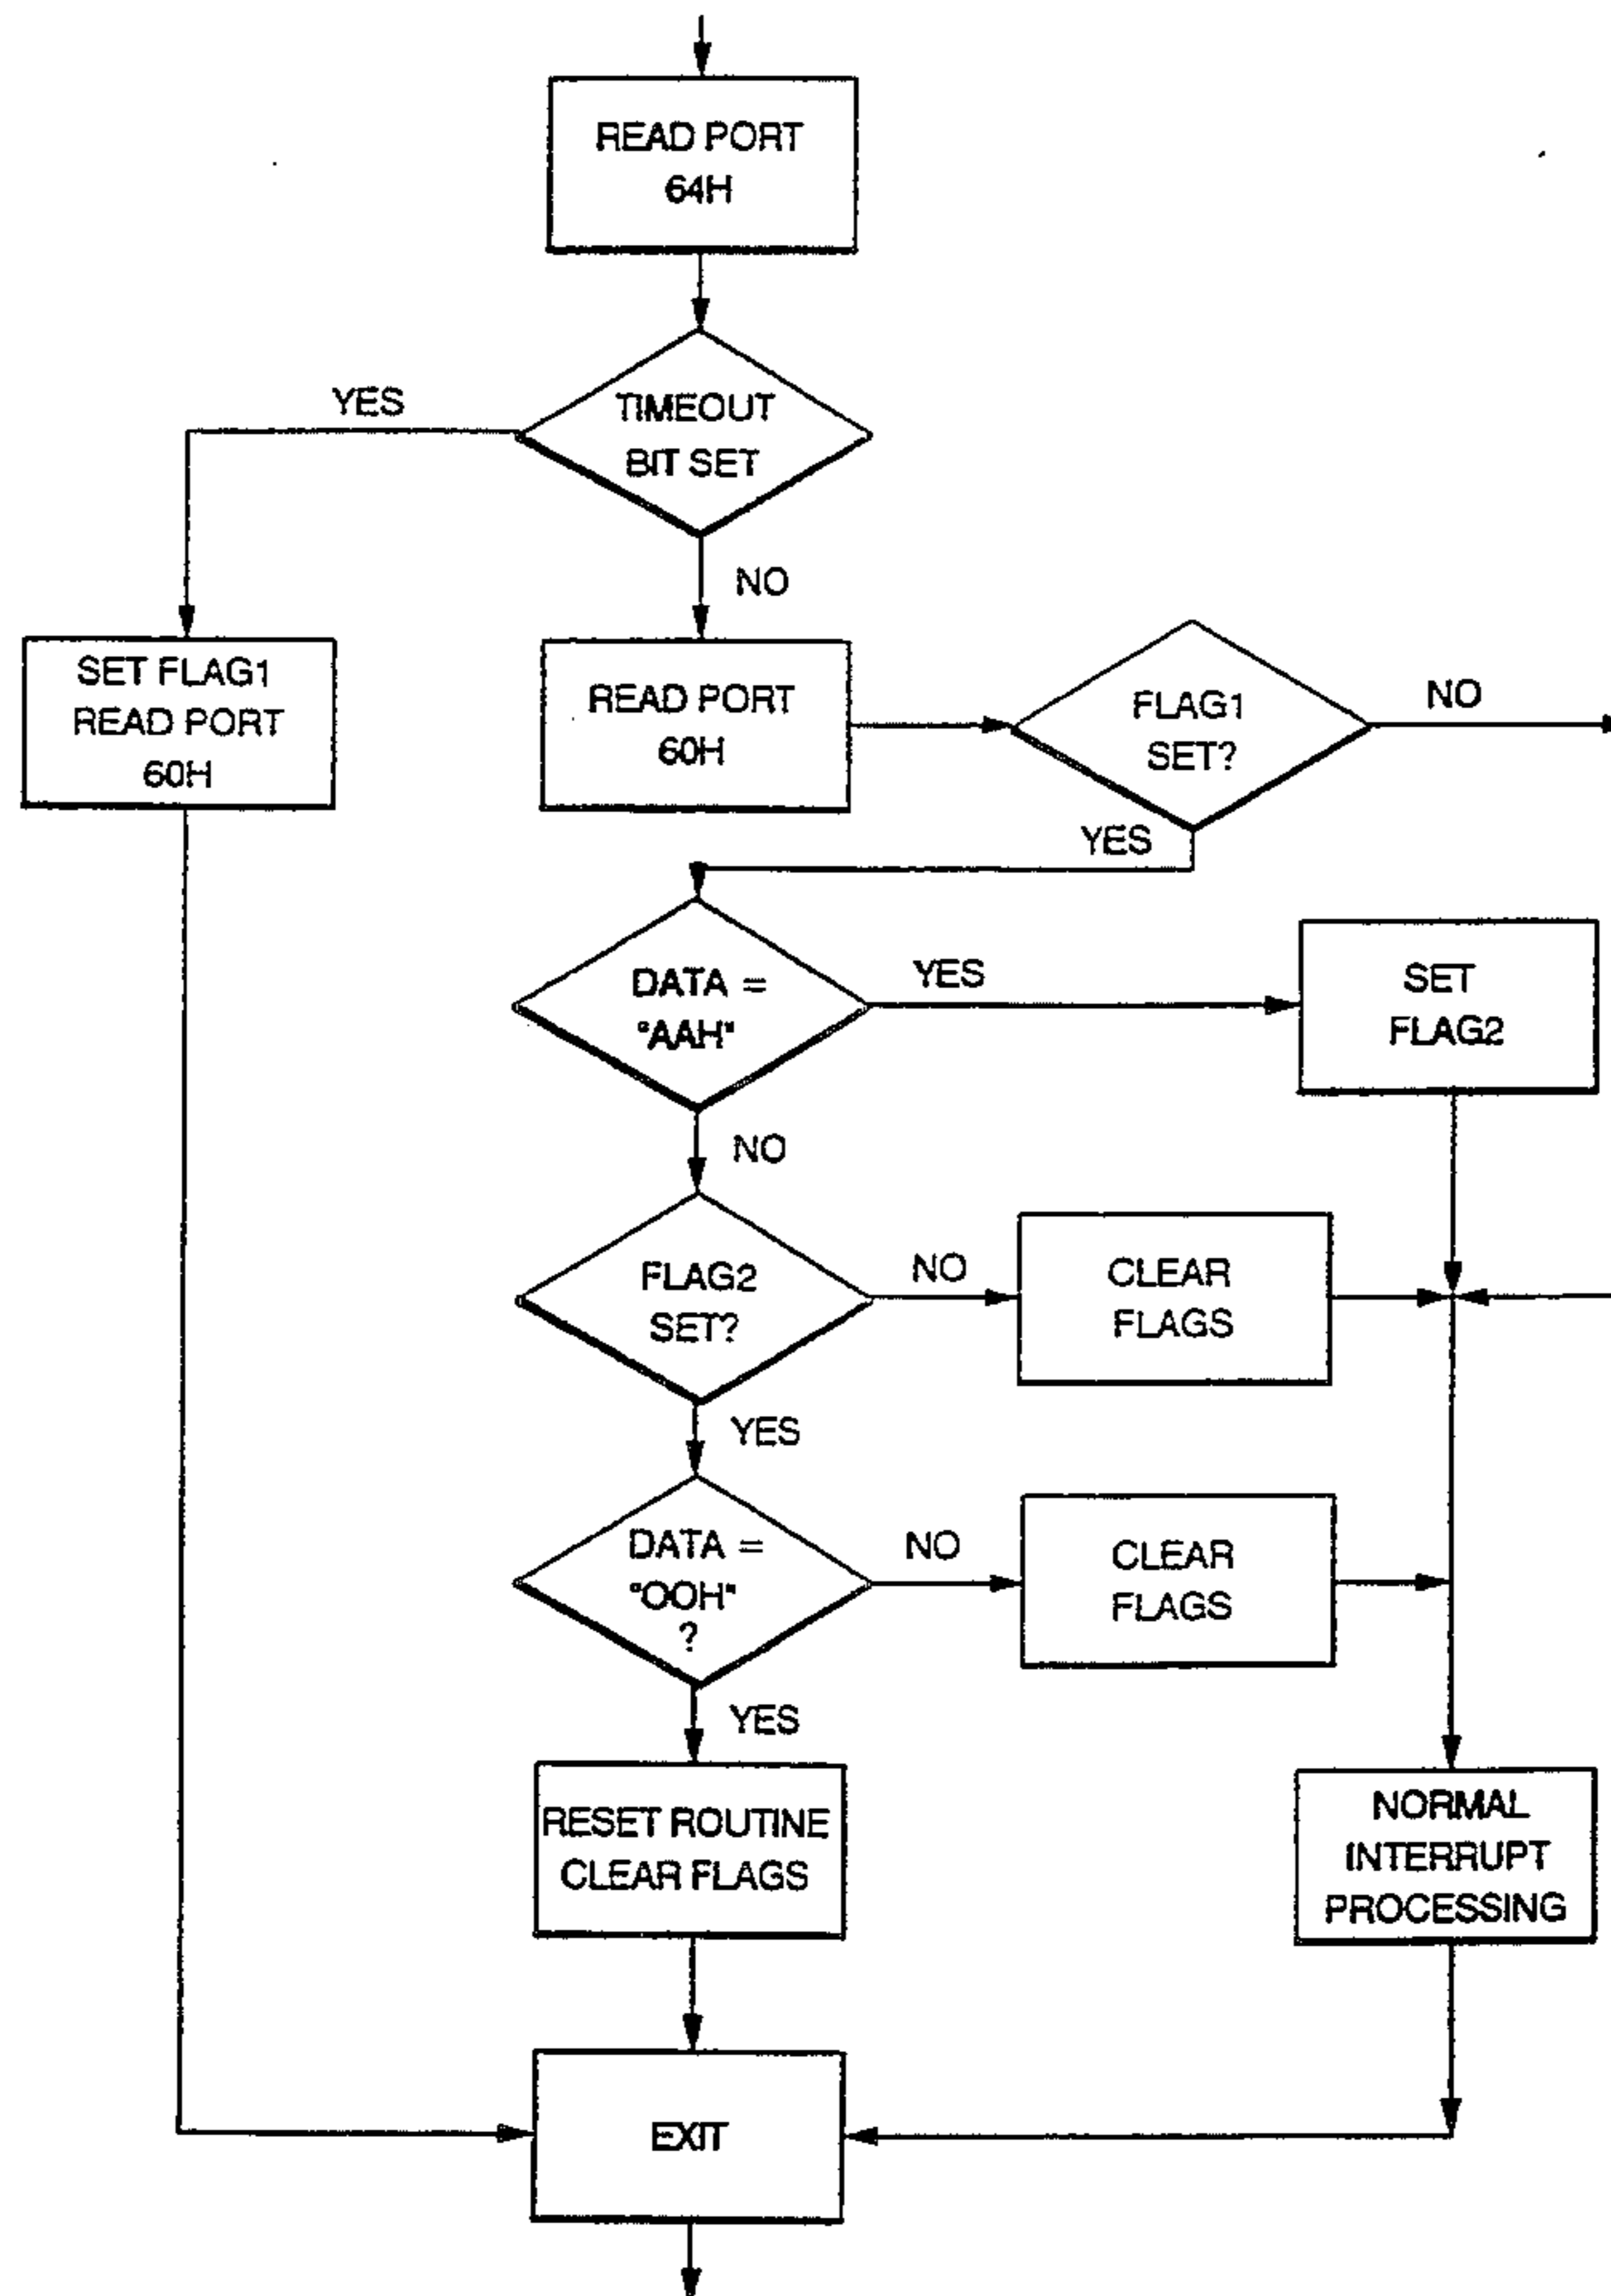 READ PORT
64H
YES
TIMEOUT
BIT SET
NO
SET FLAG1
READ PORT
60H
READ PORT
60H
FLAG1
SET?
NO
YES
DATA =
"AAH"
YES
SET
FLAG2
NO
FLAG2
SET?
NO
CLEAR
FLAGS
YES
DATA =
"OOH"
?
NO
CLEAR
FLAGS
YES
RESET ROUTINE
CLEAR FLAGS
NORMAL
INTERRUPT
PROCESSING
EXIT